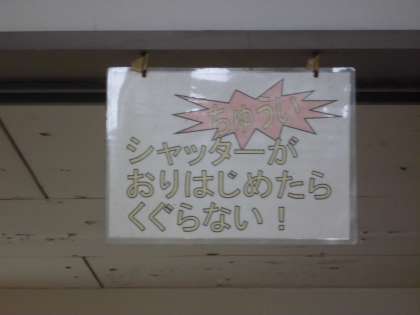 ちゅうい
シャッターが
おりはじめたら
くぐらない！